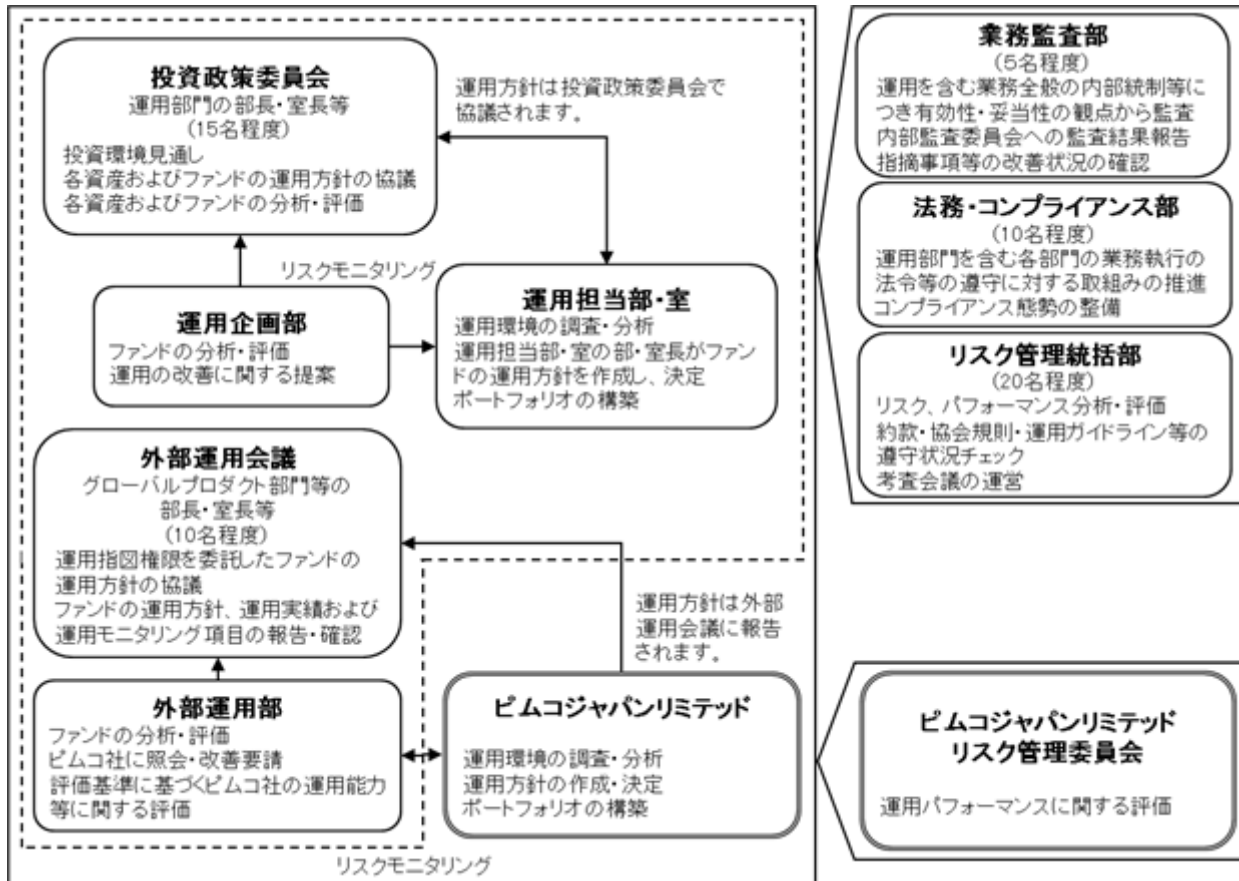 投資政策委員会
運用部門の部長・室長等
(15名程度)
投資環境見通し
各資産およびファンドの運用方針の協議
各資産およびファンドの分析・評価
運用方針は投資政策委員会で
協議されます。
リスクモニタリング
運用企画部
ファンドの分析・評価
運用の改善に関する提案
運用担当部・室
運用環境の調査・分析
運用担当部・室の部・室長がファン
ドの運用方針を作成し、決定
ポートフォリオの構築
外部運用会議
グローバルプロダクト部門等の
部長・室長等
(10名程度)
運用指図権限を委託したファンドの
運用方針の協議
ファンドの運用方針、運用実績および
運用モニタリング項目の報告・確認
運用方針は外部
運用会議に報告
されます。
外部運用部
ファンドの分析・評価
ピムコ社に照会・改善要請
評価基準に基づくピムコ社の運用能力
等に関する評価
ピムコジャパンリミテッド
運用環境の調査・分析
運用方針の作成・決定
ポートフォリオの構築
リスクモニタリング
業務監査部
(5名程度)
運用を含む業務全般の内部統制等に
つき有効性・妥当性の観点から監査
内部監査委員会への監査結果報告
指摘事項等の改善状況の確認
法務・コンプライアンス部
(10名程度)
運用部門を含む各部門の業務執行の
法令等の遵守に対する取組みの推進
コンプライアンス態勢の整備
リスク管理統括部
(20名程度)
リスク、パフォーマンス分析・評価
約款・協会規則・運用ガイドライン等の
遵守状況チェック
考査会議の運営
ピムコジャパンリミテッド
リスク管理委員会
運用パフォーマンスに関する評価